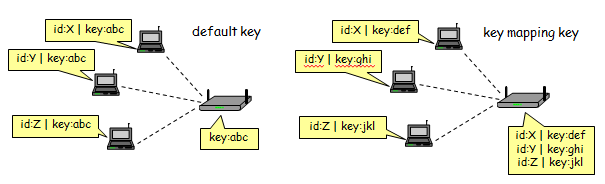 id:X | key:abc
default key
id:Y | key:abc
id:Z | key:abc
key:abc
id:X | key:def
key mapping key
id:Y | key:ghi
id:Z | key:jkl
id:X | key:def
id:Y | key:ghi
id:Z | key:jkl